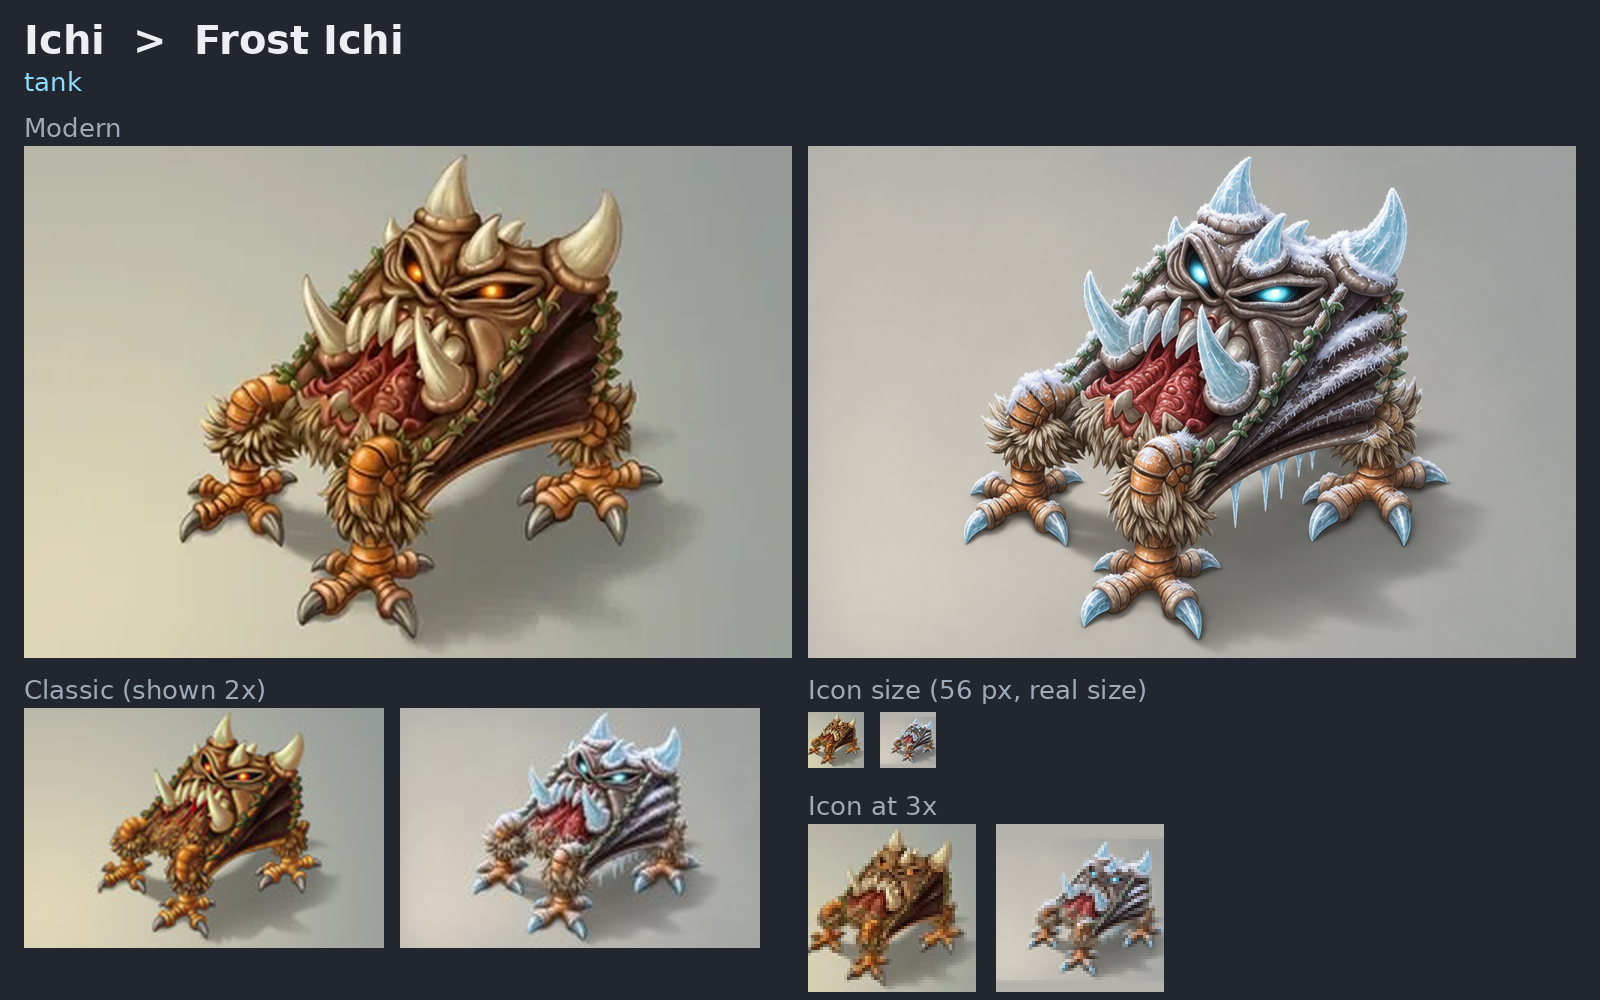 Ichi > Frost Ichi
tank
Modern
Classic (shown 2x)
Icon size (56 px, real size)
Icon at 3x